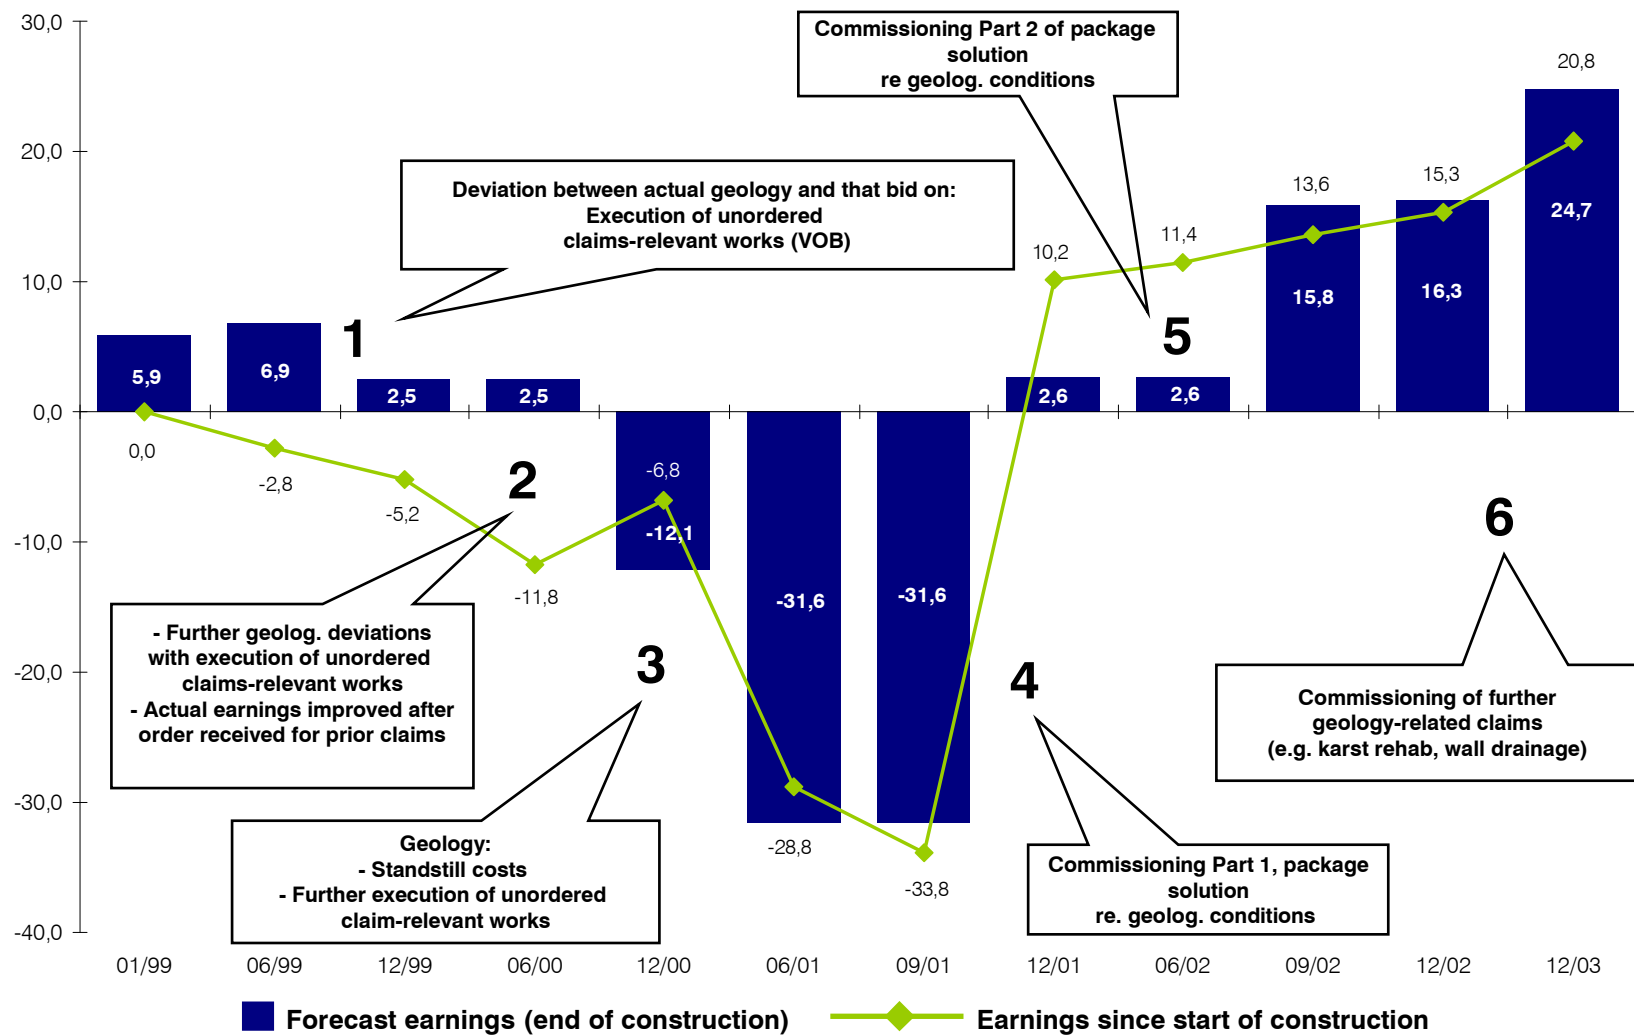 30,0
20,0
10,0
0,0
-10,0
-20,0
-30,0
-40,0
Commissioning Part 2 of package
solution
re geolog. conditions
Deviation between actual geology and that bid on:
Execution of unordered
claims-relevant works (VOB)
1
2
3
4
5
6
5,9
6,9
2,5
2,5
-12,1
-31,6
-31,6
2,6
2,6
15,8
16,3
24,7
0,0
-2,8
-5,2
-11,8
-6,8
-28,8
-33,8
10,2
11,4
13,6
15,3
20,8
- Further geolog. deviations
with execution of unordered
claims-relevant works
- Actual earnings improved after
order received for prior claims
Geology:
- Standstill costs
- Further execution of unordered
claim-relevant works
Commissioning Part 1, package
solution
re. geolog. conditions
Commissioning of further
geology-related claims
(e.g. karst rehab, wall drainage)
01/99
06/99
12/99
06/00
12/00
06/01
09/01
12/01
06/02
09/02
12/02
12/03
Forecast earnings (end of construction)
Earnings since start of construction